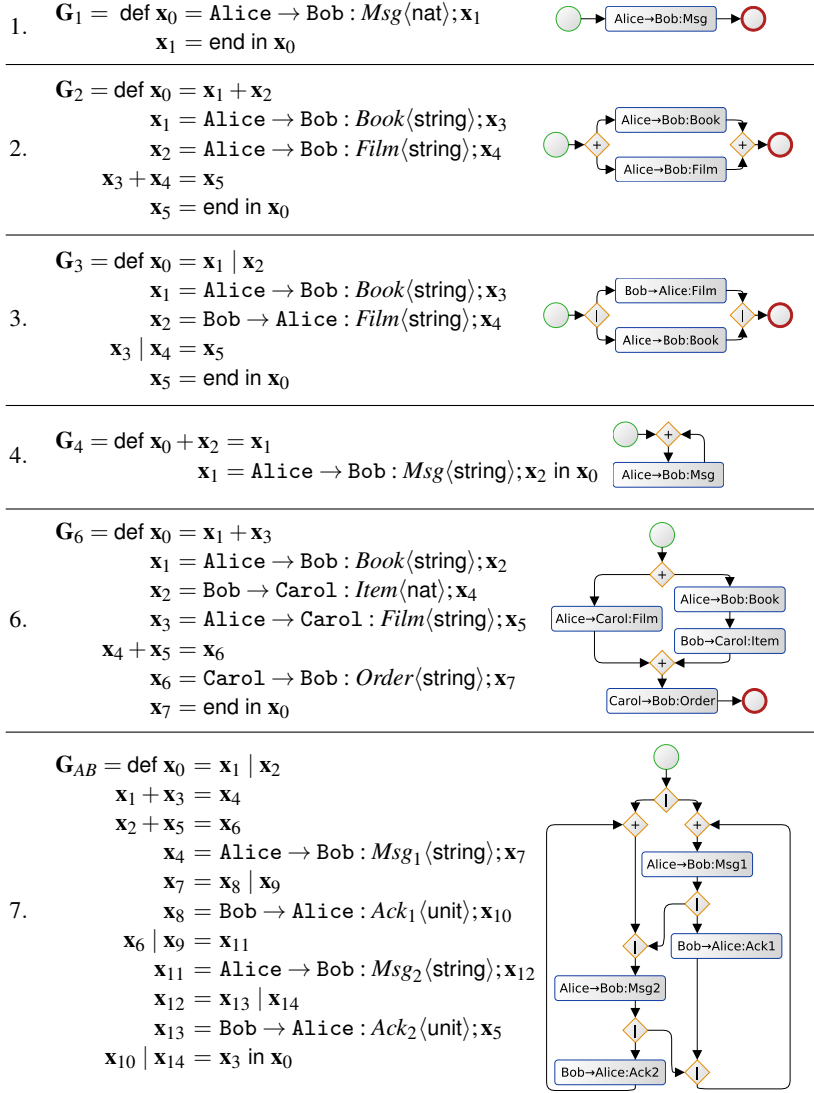 1.
G₁ = def x₀ = Alice → Bob : Msg⟨nat⟩;x₁
x₁ = end in x₀
Alice→Bob:Msg
2.
G₂ = def x₀ = x₁ + x₂
x₁ = Alice → Bob : Book⟨string⟩;x₃
x₂ = Alice → Bob : Film⟨string⟩;x₄
x₃ + x₄ = x₅
x₅ = end in x₀
Alice→Bob:Book
+ +
Alice→Bob:Film
3.
G₃ = def x₀ = x₁ | x₂
x₁ = Alice → Bob : Book⟨string⟩;x₃
x₂ = Bob → Alice : Film⟨string⟩;x₄
x₃ | x₄ = x₅
x₅ = end in x₀
Bob→Alice:Film
| |
Alice→Bob:Book
4.
G₄ = def x₀ + x₂ = x₁
x₁ = Alice → Bob : Msg⟨string⟩;x₂ in x₀
+
Alice→Bob:Msg
6.
G₆ = def x₀ = x₁ + x₃
x₁ = Alice → Bob : Book⟨string⟩;x₂
x₂ = Bob → Carol : Item⟨nat⟩;x₄
x₃ = Alice → Carol : Film⟨string⟩;x₅
x₄ + x₅ = x₆
x₆ = Carol → Bob : Order⟨string⟩;x₇
x₇ = end in x₀
+
Alice→Bob:Book
Alice→Carol:Film
Bob→Carol:Item
+
Carol→Bob:Order
7.
G_AB = def x₀ = x₁ | x₂
x₁ + x₃ = x₄
x₂ + x₅ = x₆
x₄ = Alice → Bob : Msg₁⟨string⟩;x₇
x₇ = x₈ | x₉
x₈ = Bob → Alice : Ack₁⟨unit⟩;x₁₀
x₆ | x₉ = x₁₁
x₁₁ = Alice → Bob : Msg₂⟨string⟩;x₁₂
x₁₂ = x₁₃ | x₁₄
x₁₃ = Bob → Alice : Ack₂⟨unit⟩;x₅
x₁₀ | x₁₄ = x₃ in x₀
|
+ +
Alice→Bob:Msg1
|
|
Bob→Alice:Ack1
Alice→Bob:Msg2
|
Bob→Alice:Ack2
|